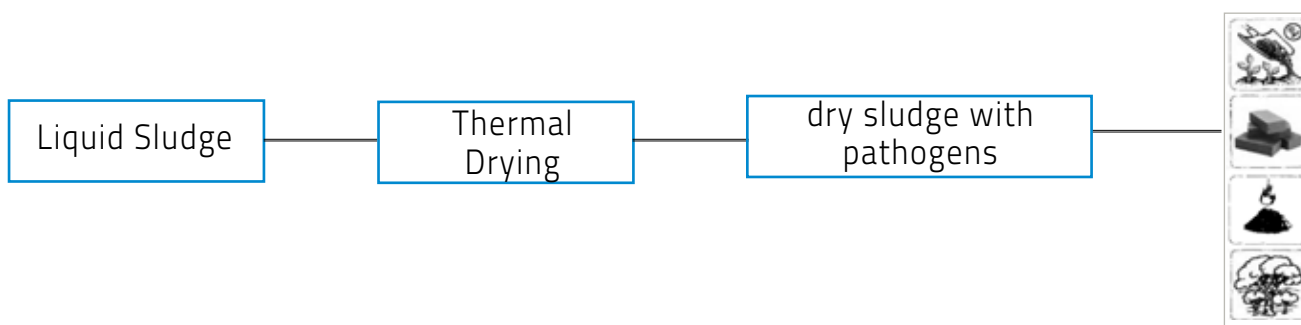 Liquid Sludge
Thermal
Drying
dry sludge with
pathogens